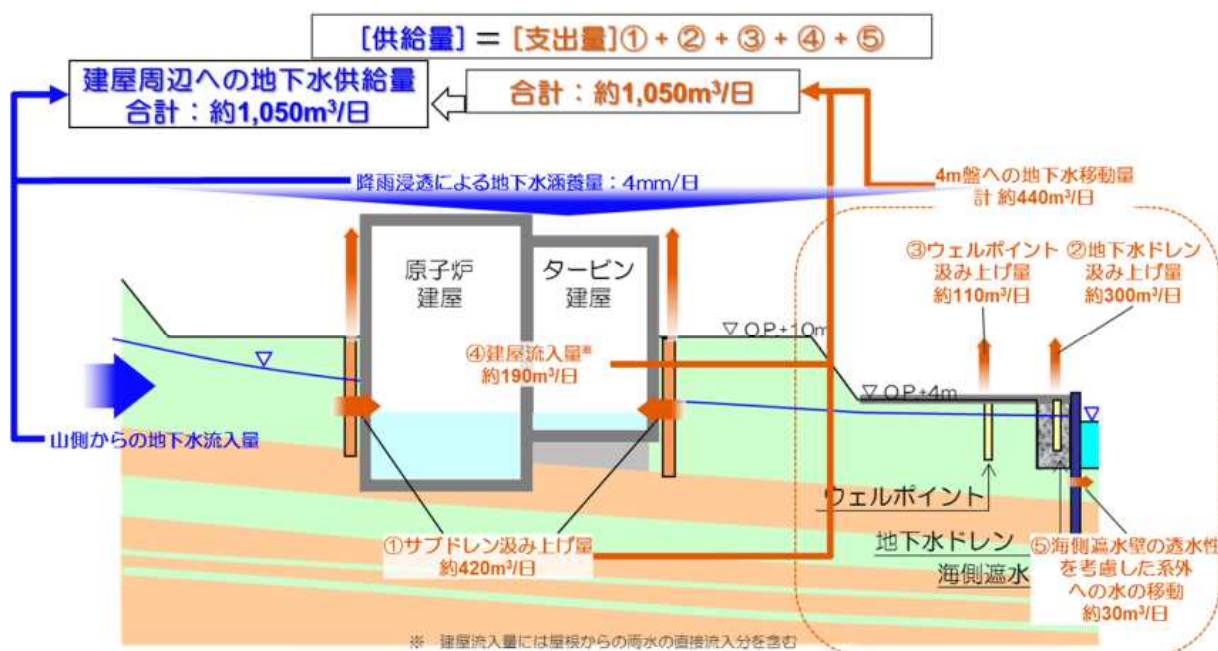 [供給量]＝[支出量]①+②+③+④+⑤
建屋周辺への地下水供給量
合計：約1,050m³/日
合計：約1,050m³/日
降雨浸透による地下水涵養量：4mm/日
4m盤への地下水移動量
計 約440m³/日
原子炉
建屋
タービン
建屋
③ウェルポイント
汲み上げ量
約110m³/日
②地下水ドレン
汲み上げ量
約300m³/日
▽O.P.+10m
④建屋流入量※
約190m³/日
▽O.P.+4m
山側からの地下水流入量
ウェルポイント
①サブドレン汲み上げ量
約420m³/日
地下水ドレン
海側遮水
⑤海側遮水壁の透水性
を考慮した系外
への水の移動
約30m³/日
※ 建屋流入量には屋根からの雨水の直接流入分を含む